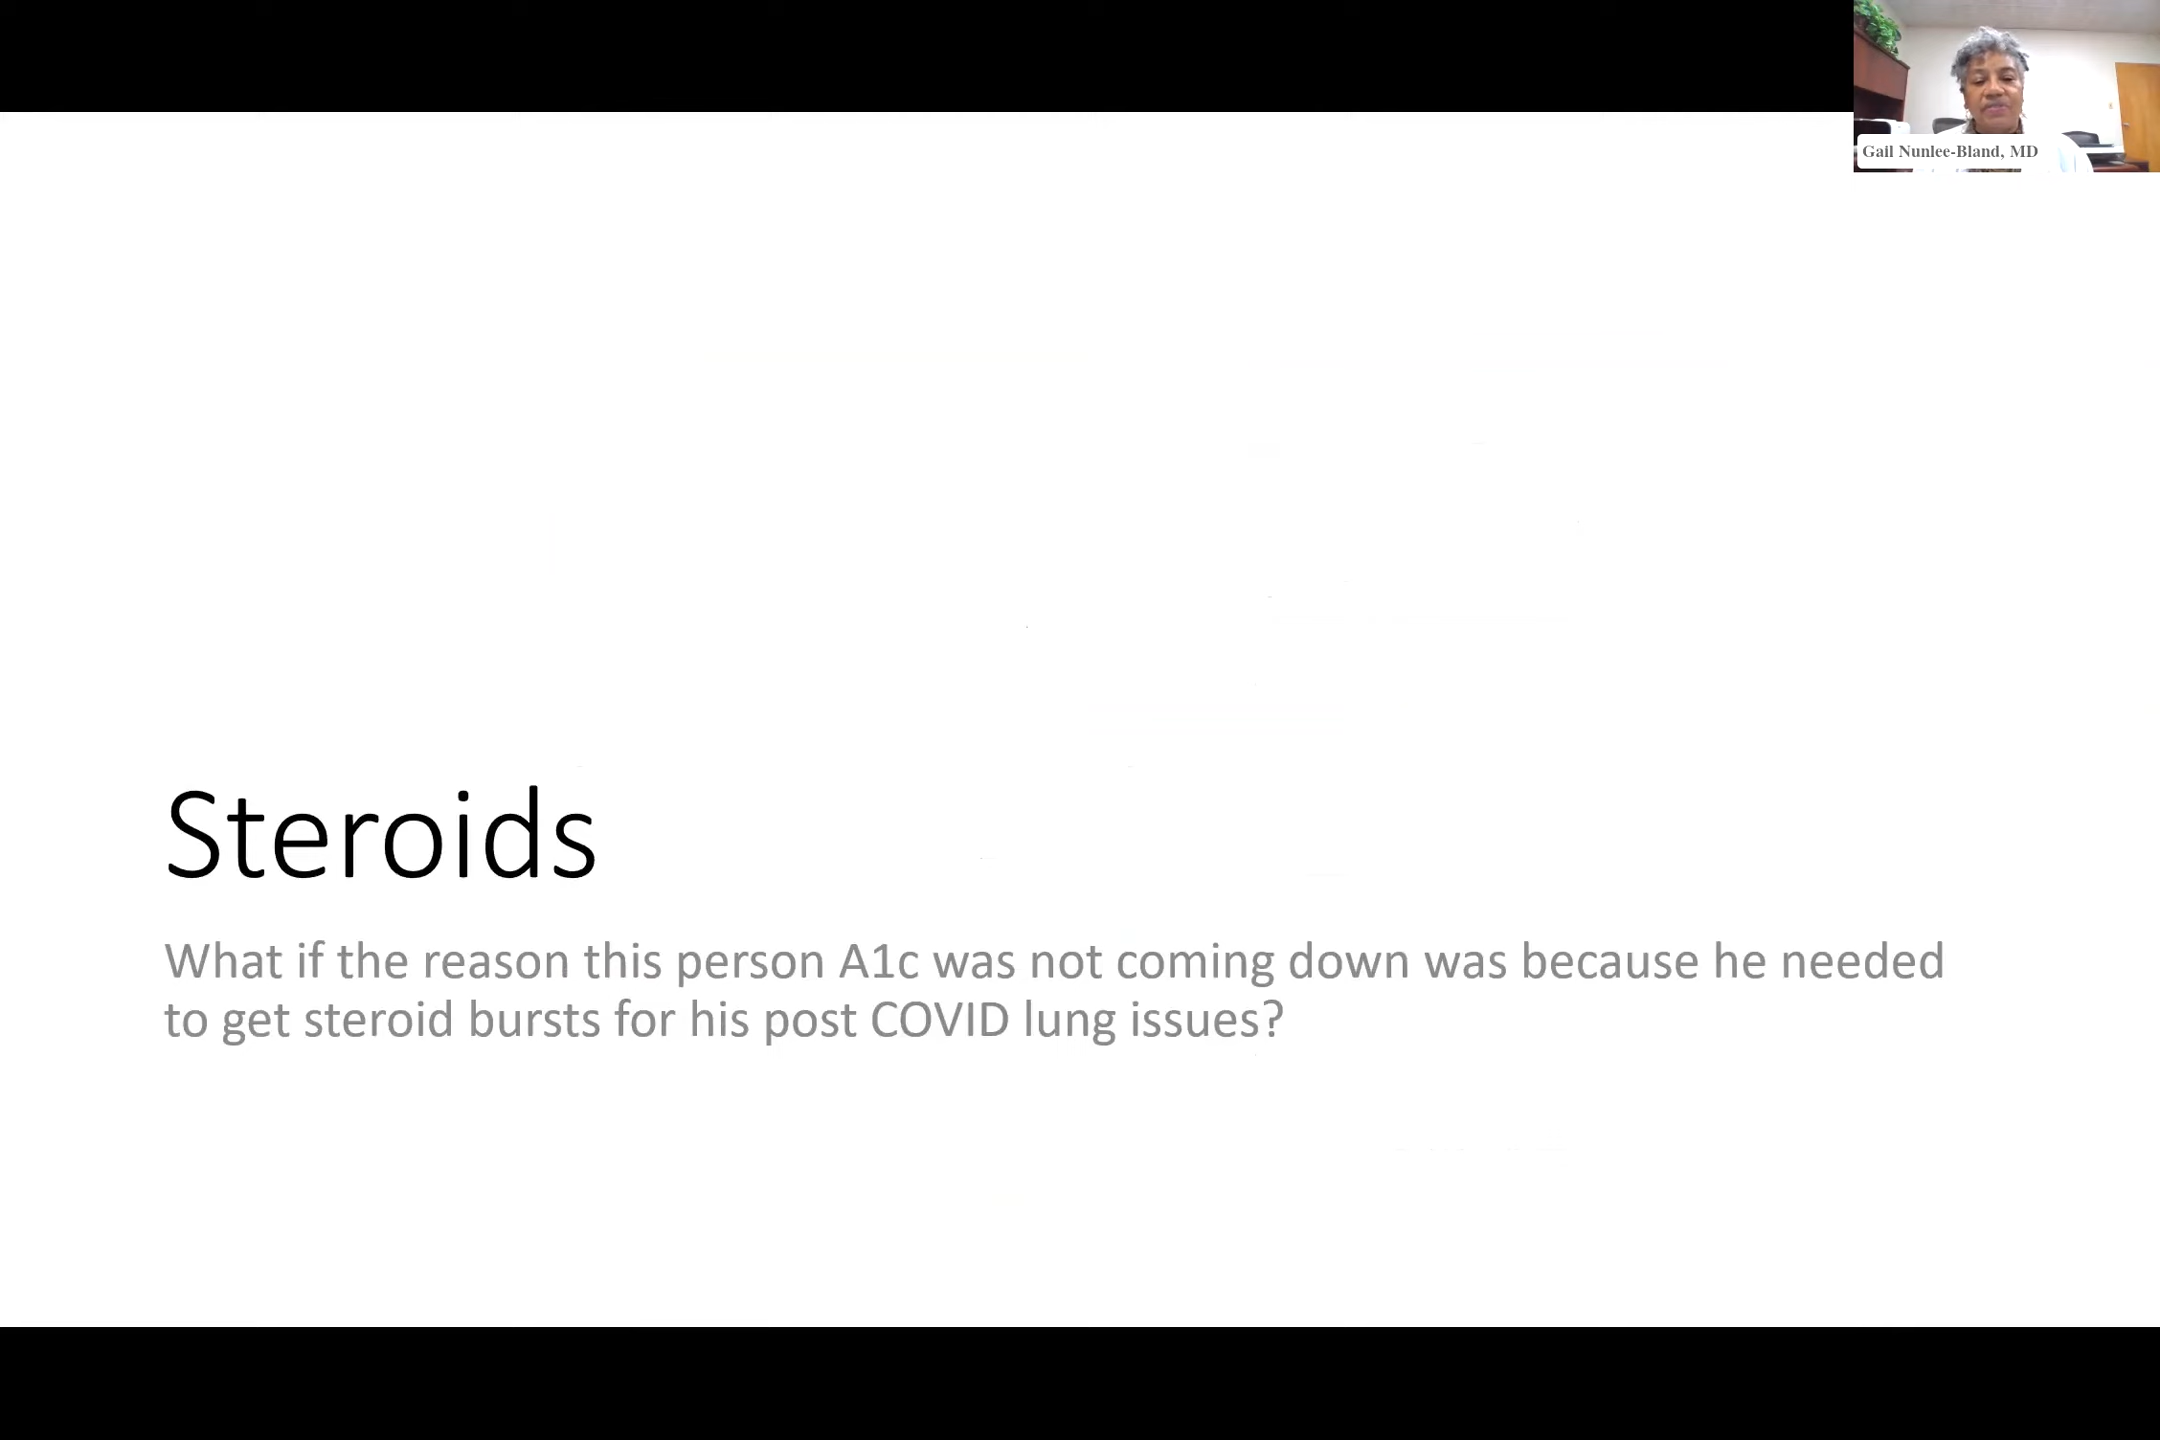 Gail Nunlee-Bland, MD
Steroids
What if the reason this person A1c was not coming down was because he needed
to get steroid bursts for his post COVID lung issues?